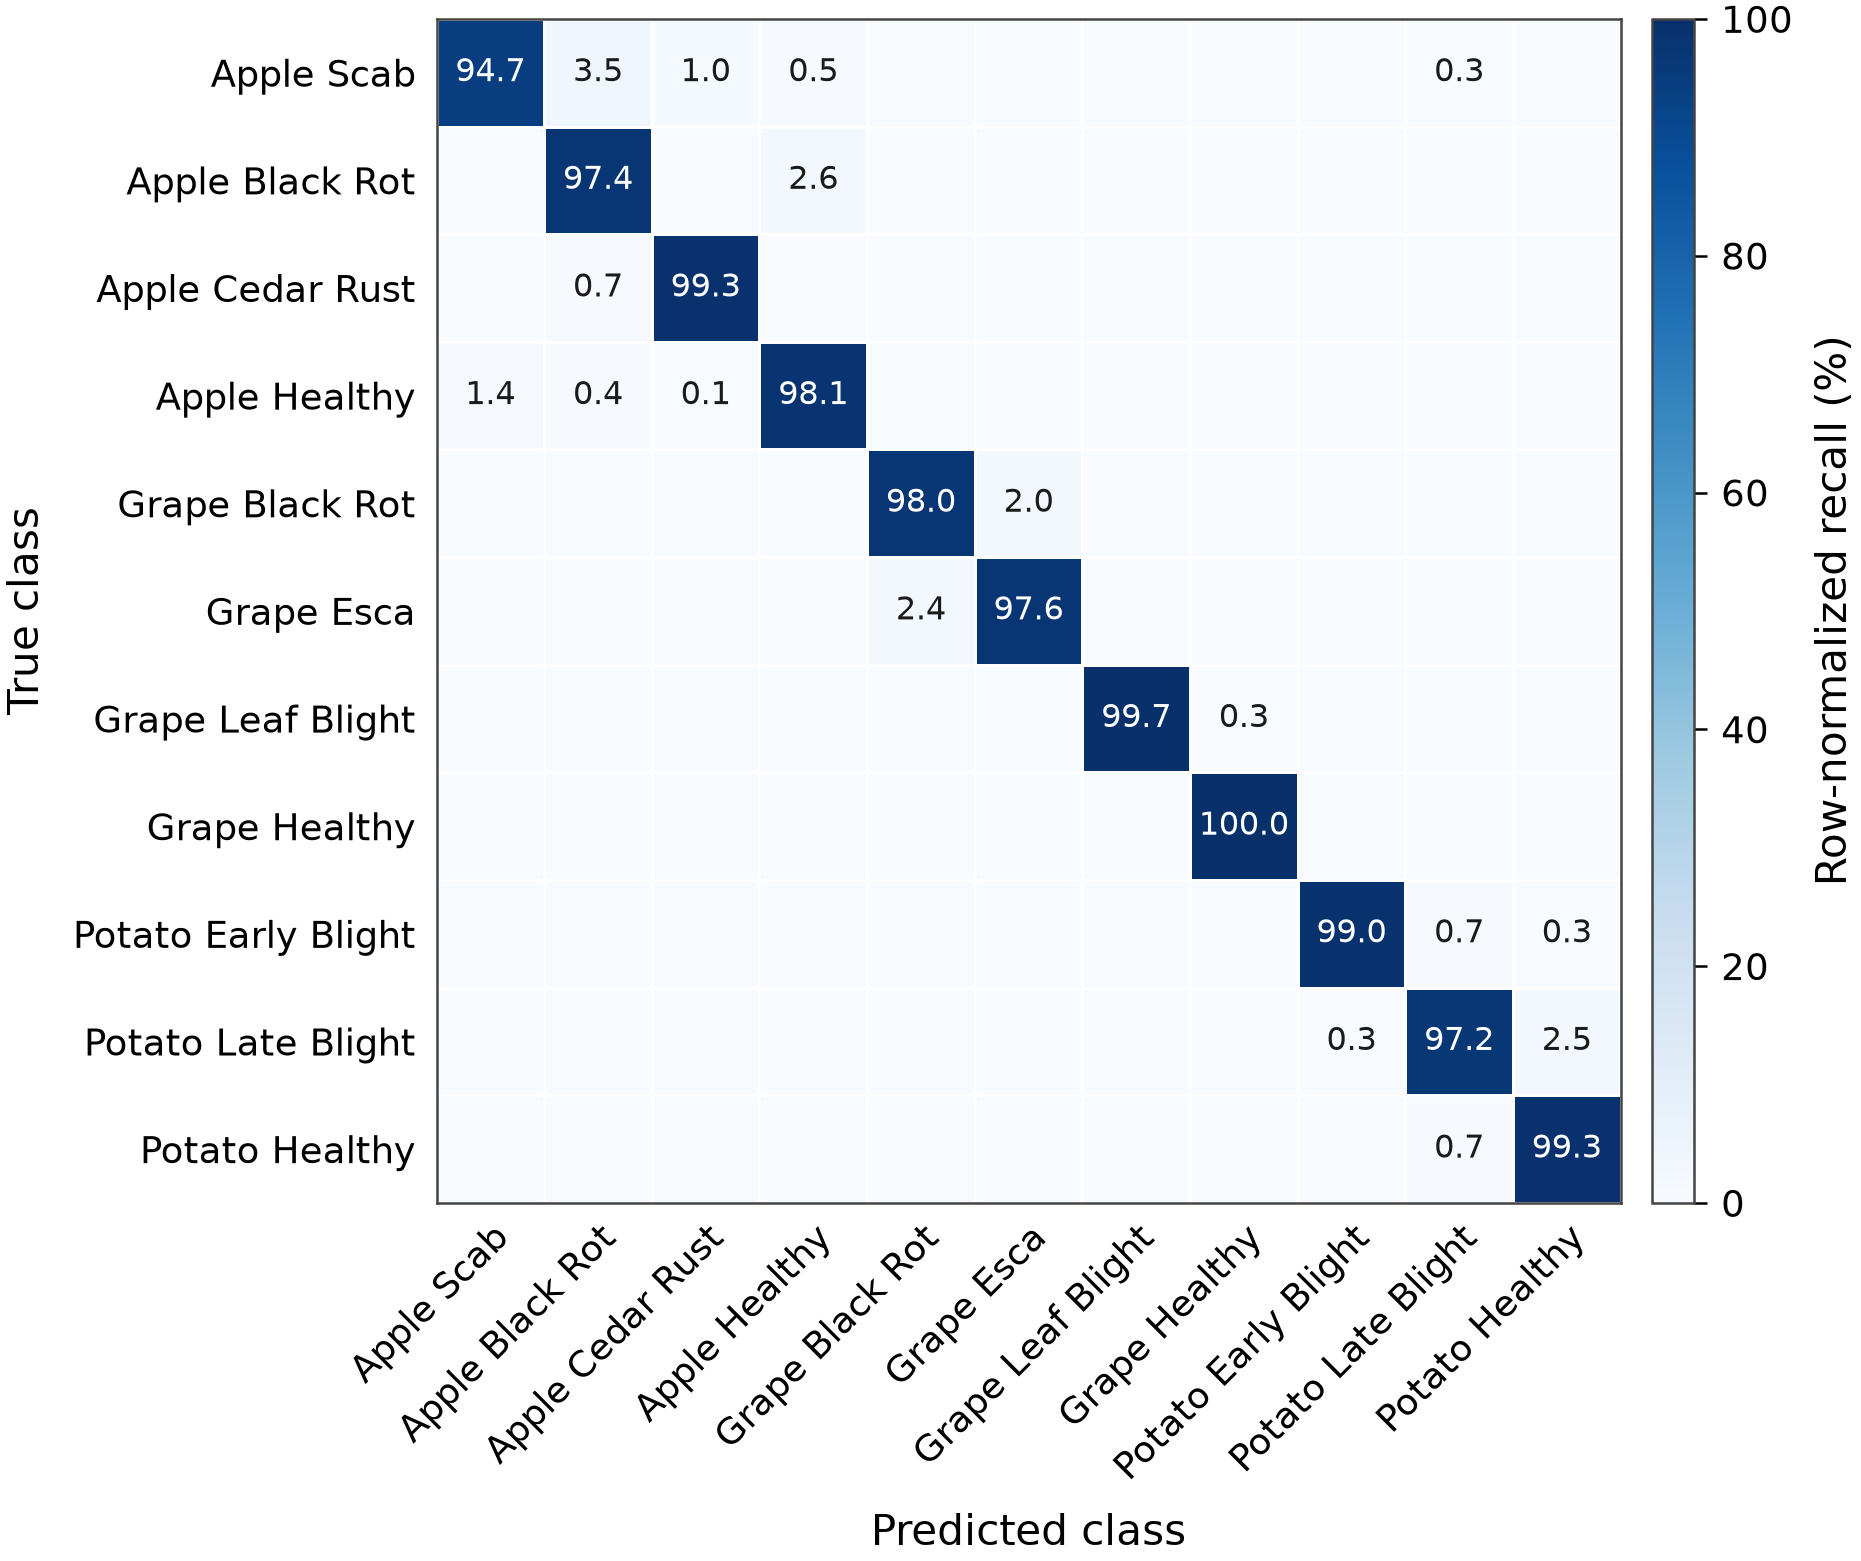 Apple Scab 94.7 3.5 1.0 0.5 0.3
Apple Black Rot 97.4 2.6
Apple Cedar Rust 0.7 99.3
Apple Healthy 1.4 0.4 0.1 98.1
Grape Black Rot 98.0 2.0
Grape Esca 2.4 97.6
Grape Leaf Blight 99.7 0.3
Grape Healthy 100.0
Potato Early Blight 99.0 0.7 0.3
Potato Late Blight 0.3 97.2 2.5
Potato Healthy 0.7 99.3
True class
Apple Scab
Apple Black Rot
Apple Cedar Rust
Apple Healthy
Grape Black Rot
Grape Esca
Grape Leaf Blight
Grape Healthy
Potato Early Blight
Potato Late Blight
Potato Healthy
Predicted class
100
80
60
40
20
0
Row-normalized recall (%)